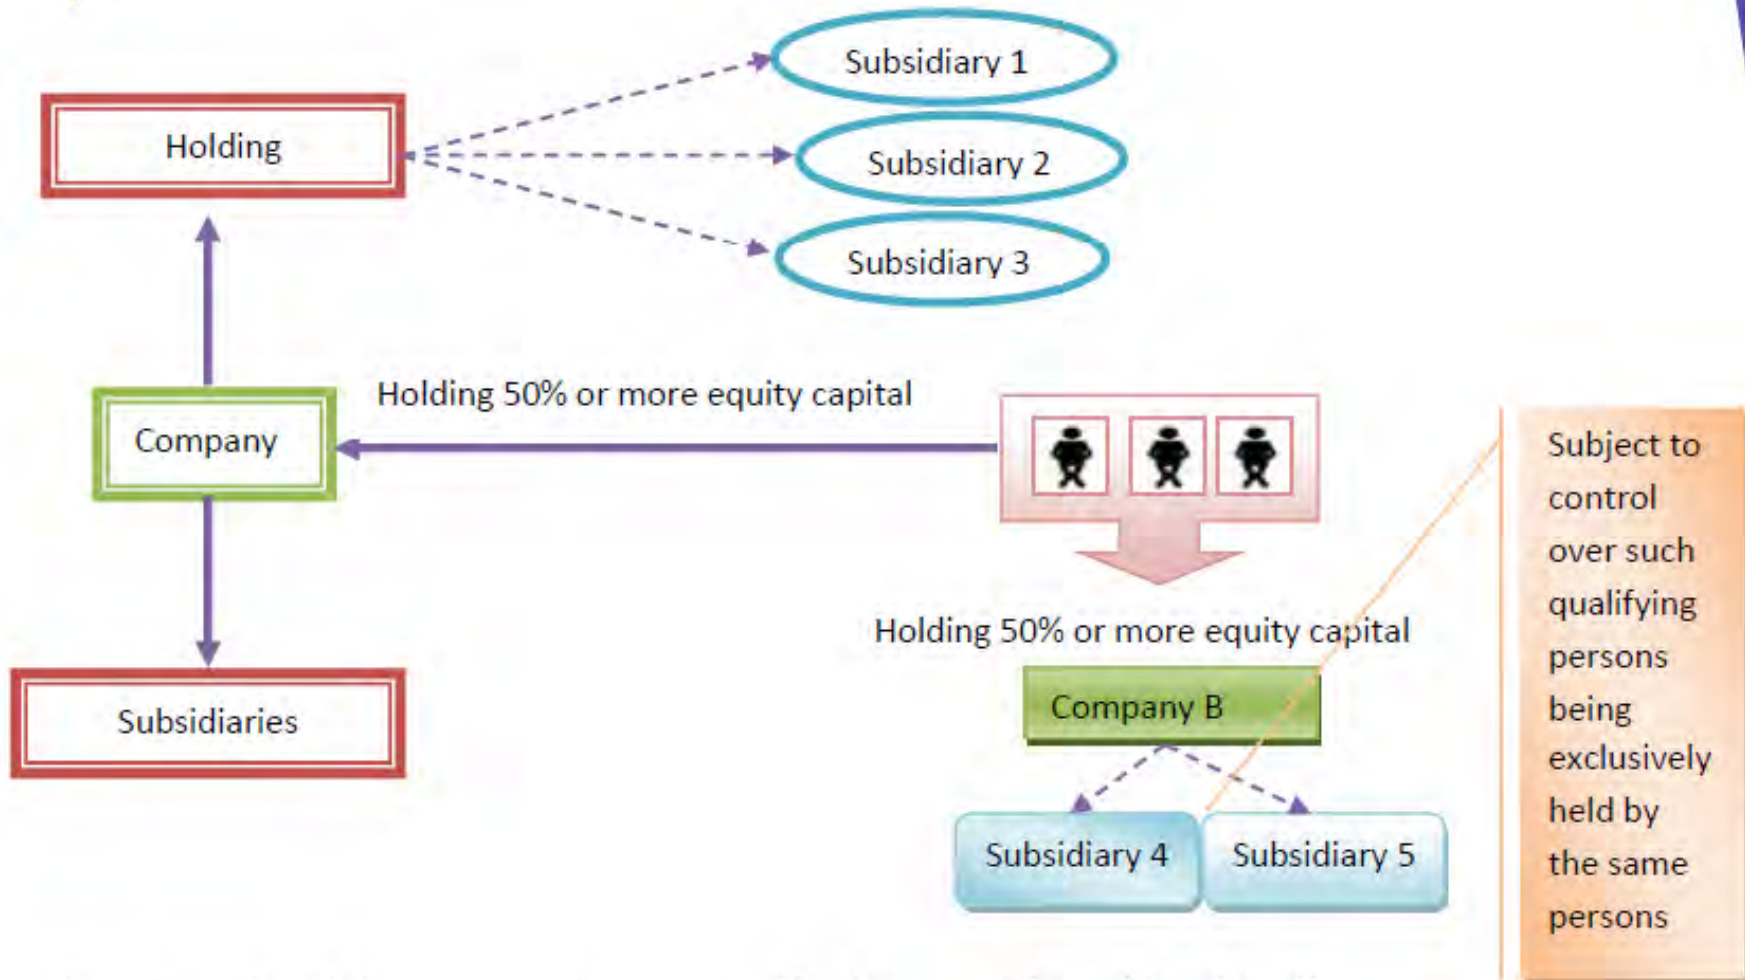 Subsidiary 1
Holding
Subsidiary 2
Subsidiary 3
Holding 50% or more equity capital
Company
Subject to
control
over such
qualifying
persons
being
exclusively
held by
the same
persons
Holding 50% or more equity capital
Company B
Subsidiaries
Subsidiary 4
Subsidiary 5